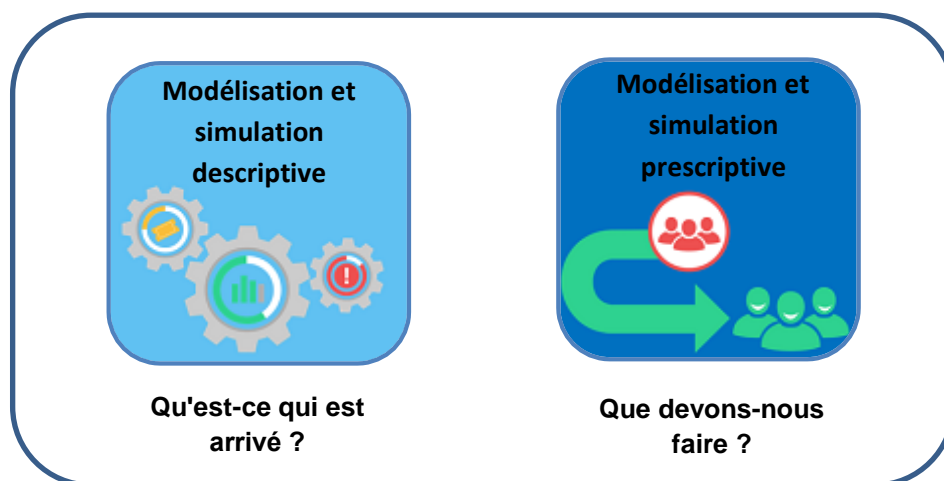 Modélisation et
simulation
descriptive
Qu'est-ce qui est
arrivé ?
Modélisation et
simulation
prescriptive
Que devons-nous
faire ?